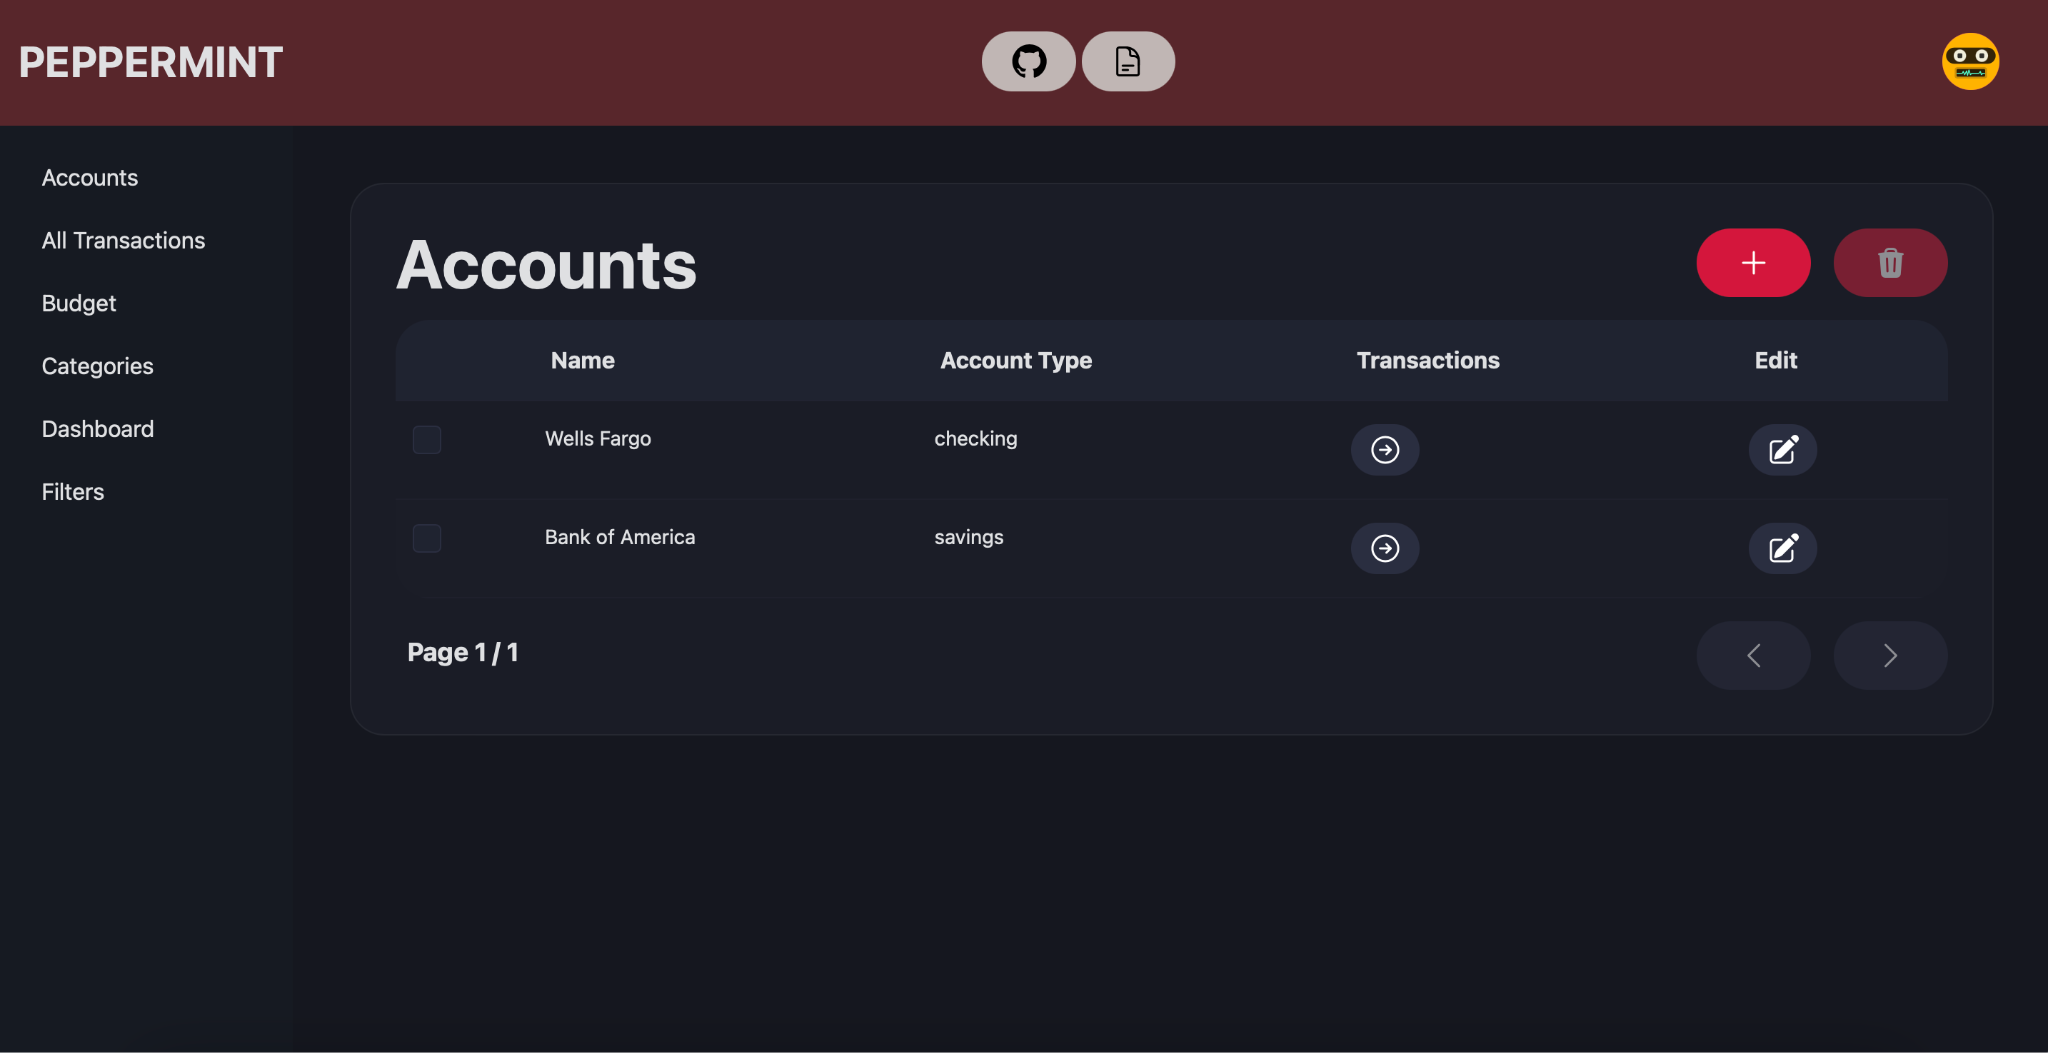 PEPPERMINT
Accounts
All Transactions
Budget
Categories
Dashboard
Filters
Accounts
Name Account Type Transactions Edit
Wells Fargo checking
Bank of America savings
Page 1 / 1